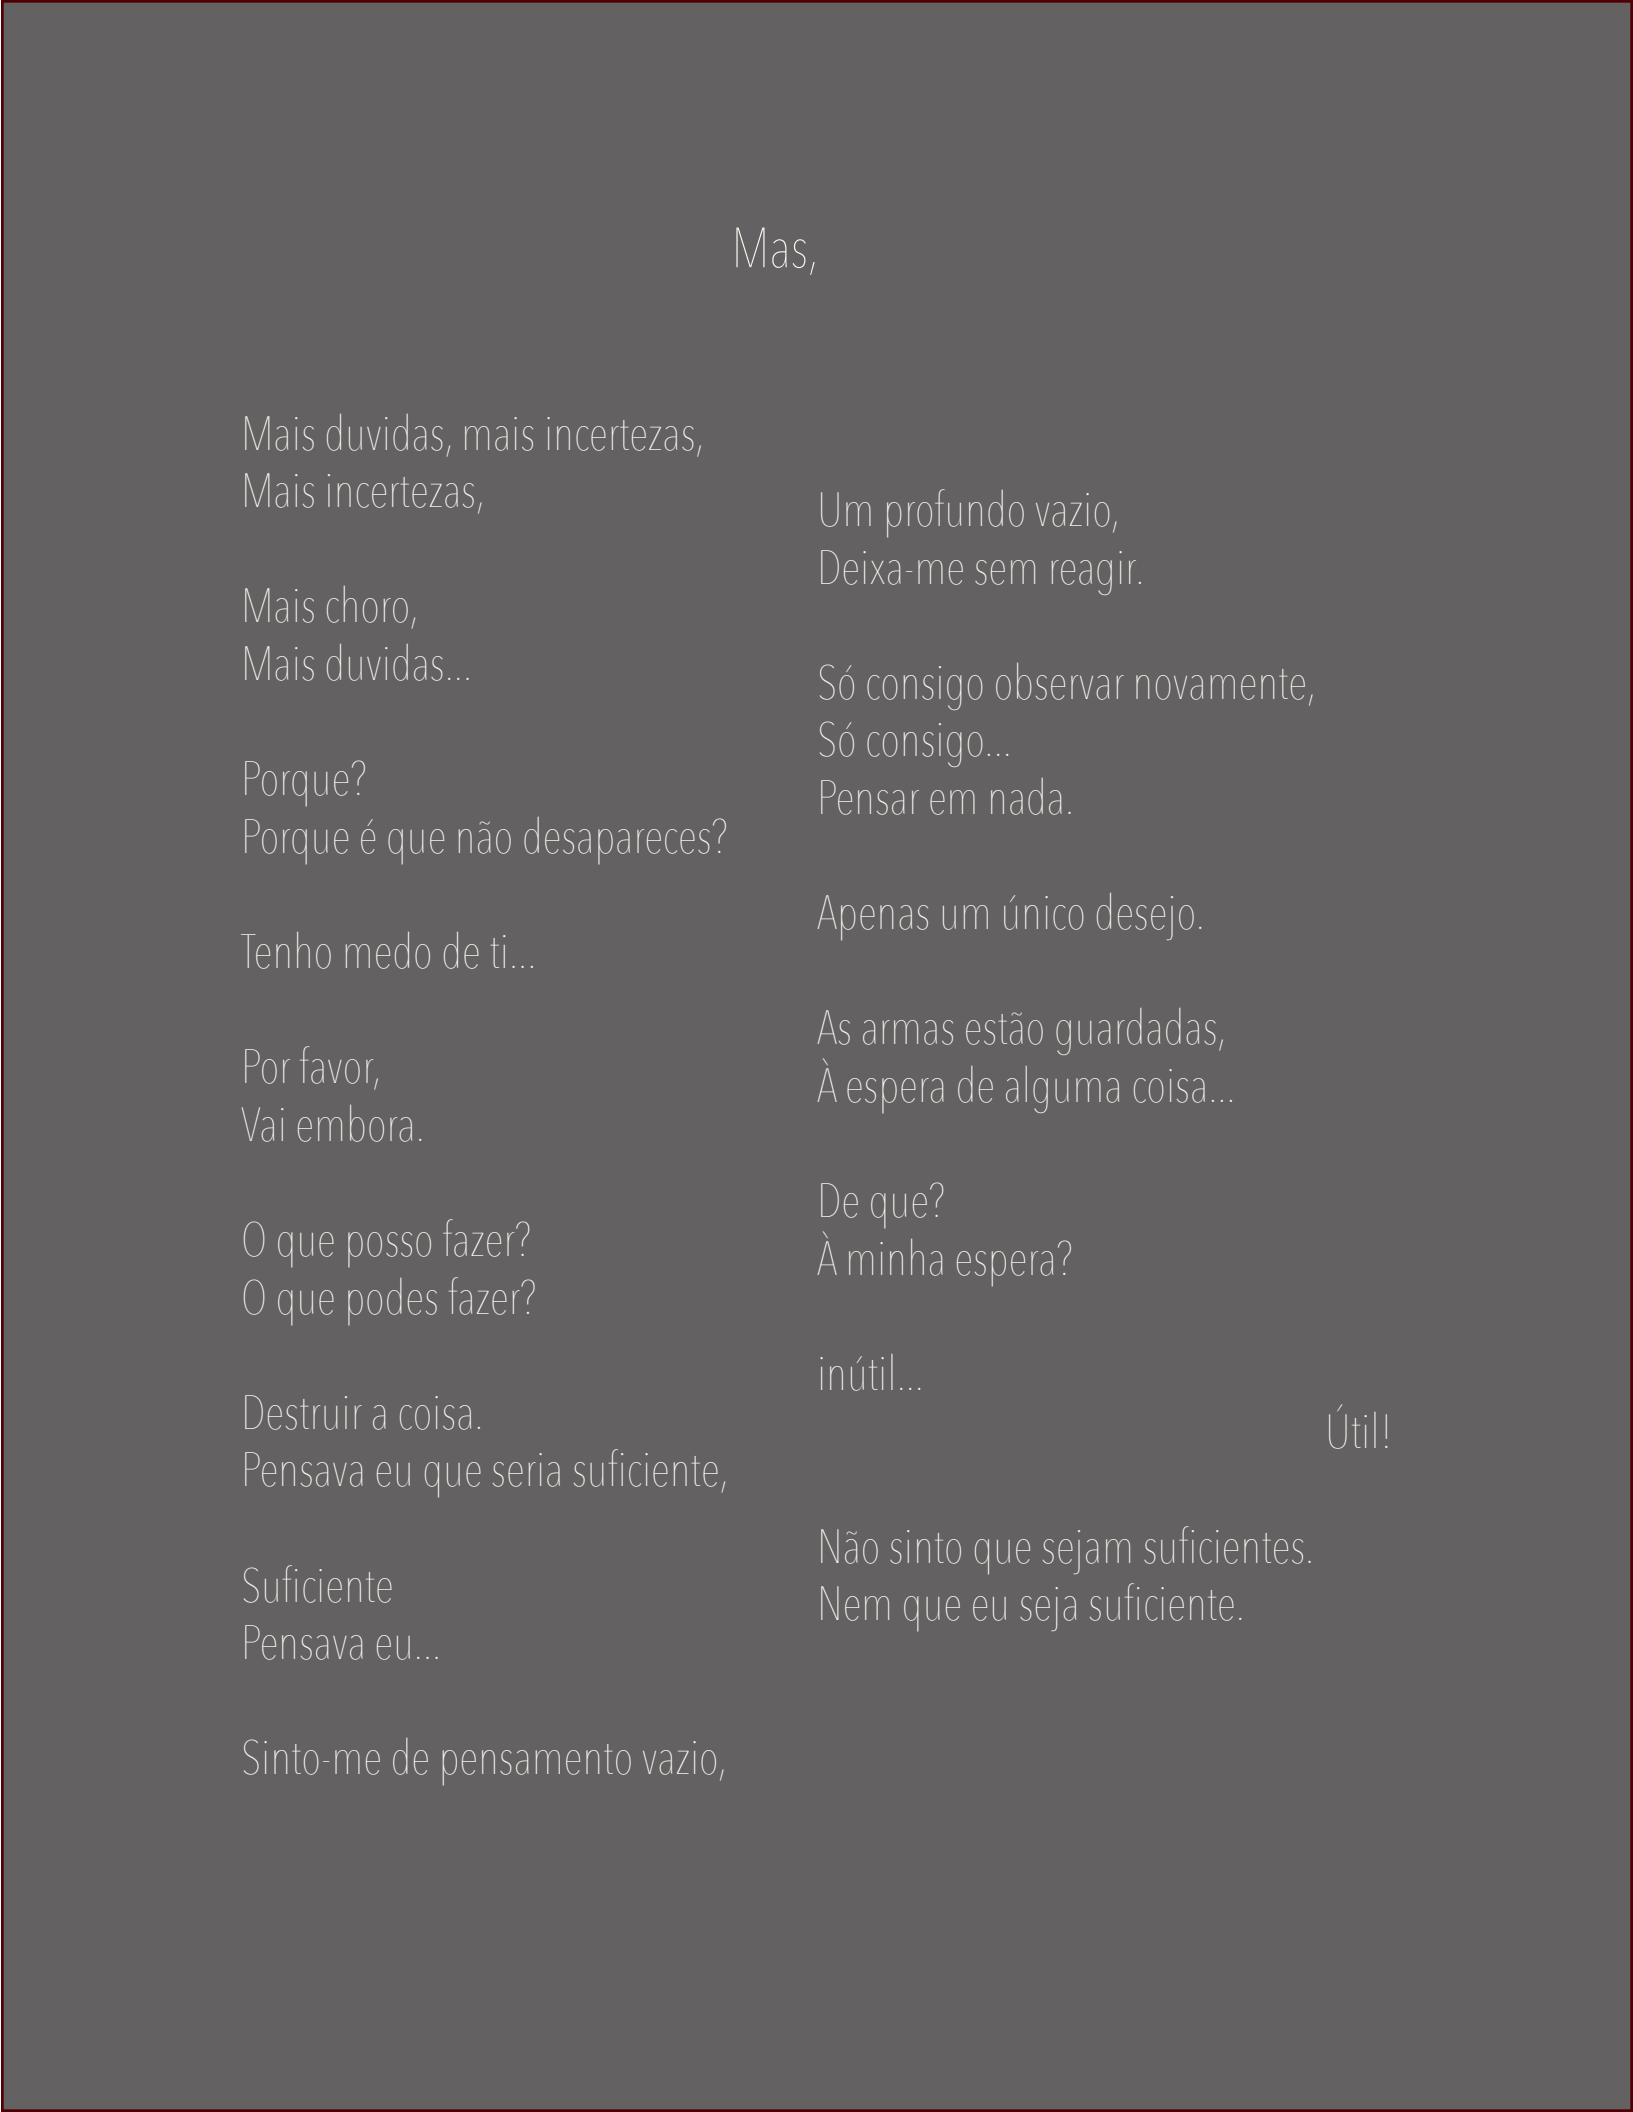 Mas,
Mais duvidas, mais incertezas,
Mais incertezas,
Mais choro,
Mais duvidas...
Porque?
Porque é que não desapareces?
Tenho medo de ti...
Por favor,
Vai embora.
O que posso fazer?
O que podes fazer?
Destruir a coisa.
Pensava eu que seria suficiente,
Suficiente
Pensava eu...
Sinto-me de pensamento vazio,
Um profundo vazio,
Deixa-me sem reagir.
Só consigo observar novamente,
Só consigo...
Pensar em nada.
Apenas um único desejo.
As armas estão guardadas,
À espera de alguma coisa...
De que?
À minha espera?
inútil...
Útil!
Não sinto que sejam suficientes.
Nem que eu seja suficiente.